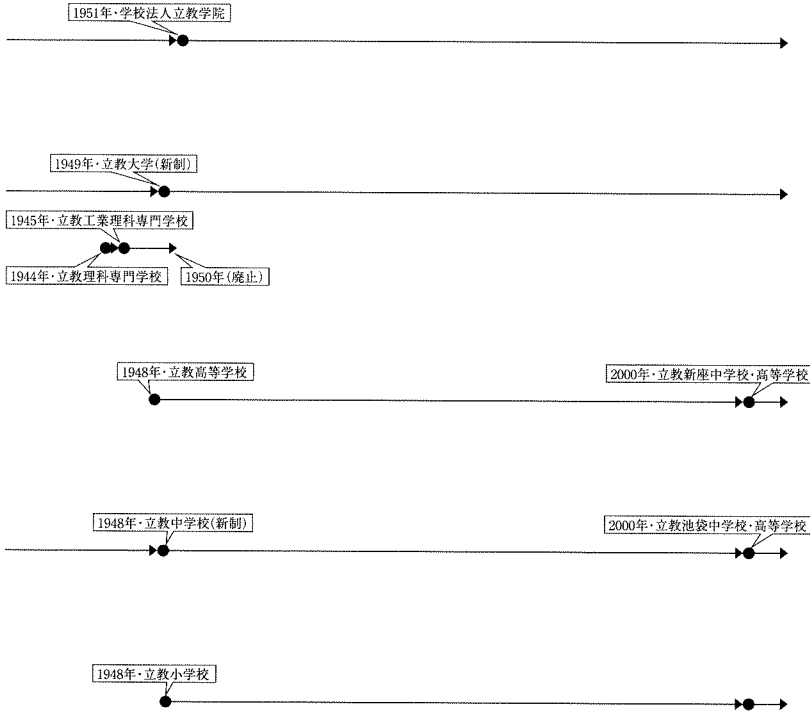 1951年・学校法人立教学院
1949年・立教大学(新制)
1945年・立教工業理科専門学校
1944年・立教理科専門学校
1950年(廃止)
1948年・立教高等学校
2000年・立教新座中学校・高等学校
1948年・立教中学校(新制)
2000年・立教池袋中学校・高等学校
1948年・立教小学校